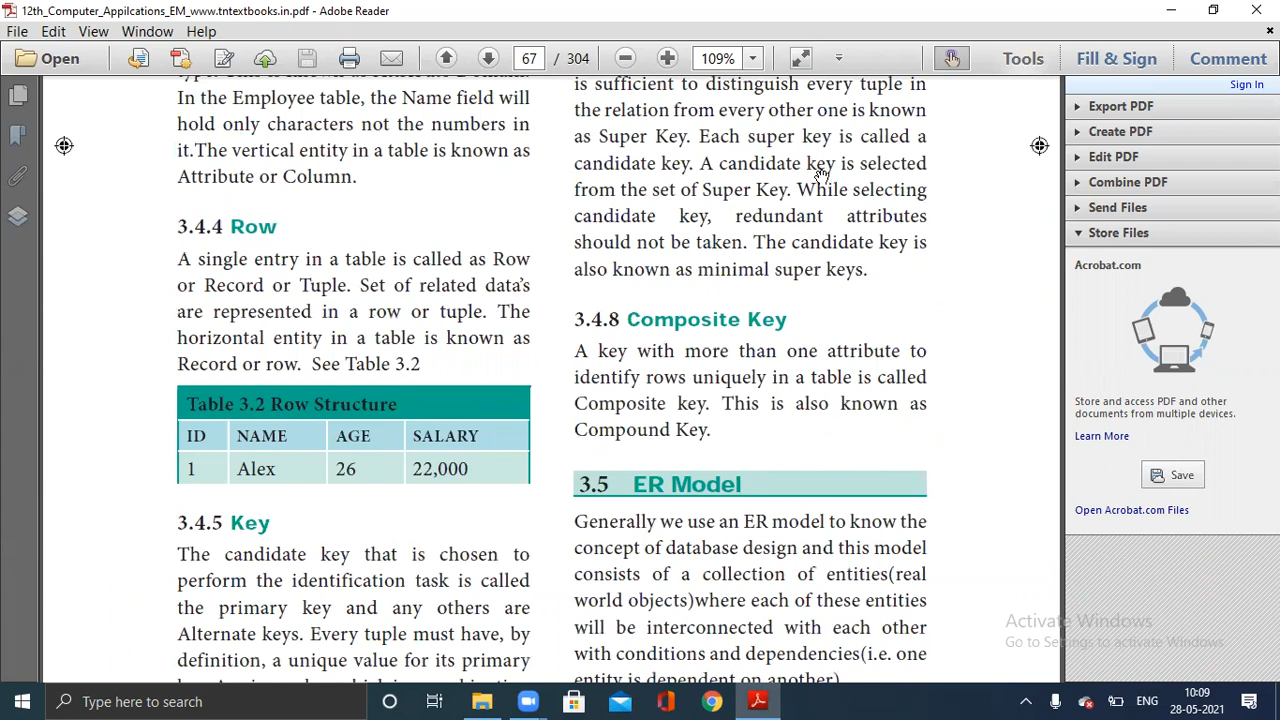 12th_Computer_Appilcations_EM_www.tntextbooks.in.pdf - Adobe Reader
File Edit View Window Help
Open 67 / 304 109% Tools Fill & Sign Comment
In the Employee table, the Name field will
hold only characters not the numbers in
it.The vertical entity in a table is known as
Attribute or Column.
3.4.4 Row
A single entry in a table is called as Row
or Record or Tuple. Set of related data's
are represented in a row or tuple. The
horizontal entity in a table is known as
Record or row. See Table 3.2
Table 3.2 Row Structure
ID NAME AGE SALARY
1 Alex 26 22,000
3.4.5 Key
The candidate key that is chosen to
perform the identification task is called
the primary key and any others are
Alternate keys. Every tuple must have, by
definition, a unique value for its primary
is sufficient to distinguish every tuple in
the relation from every other one is known
as Super Key. Each super key is called a
candidate key. A candidate key is selected
from the set of Super Key. While selecting
candidate key, redundant attributes
should not be taken. The candidate key is
also known as minimal super keys.
3.4.8 Composite Key
A key with more than one attribute to
identify rows uniquely in a table is called
Composite key. This is also known as
Compound Key.
3.5 ER Model
Generally we use an ER model to know the
concept of database design and this model
consists of a collection of entities(real
world objects)where each of these entities
will be interconnected with each other
with conditions and dependencies(i.e. one
entity is dependent on another)
Sign In
Export PDF
Create PDF
Edit PDF
Combine PDF
Send Files
Store Files
Acrobat.com
Store and access PDF and other
documents from multiple devices.
Learn More
Save
Open Acrobat.com Files
Activate Windows
Go to Settings to activate Windows.
Type here to search
ENG
10:09
28-05-2021